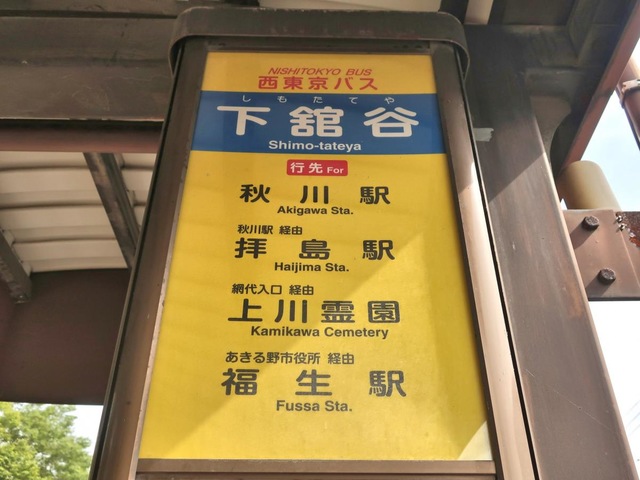 NISHITOKYO BUS
西東京バス
しもたてや
下舘谷
Shimo-tateya
行先 For
秋川駅
Akigawa Sta.
秋川駅 経由
拝島駅
Haijima Sta.
網代入口 経由
上川霊園
Kamikawa Cemetery
あきる野市役所 経由
福生駅
Fussa Sta.